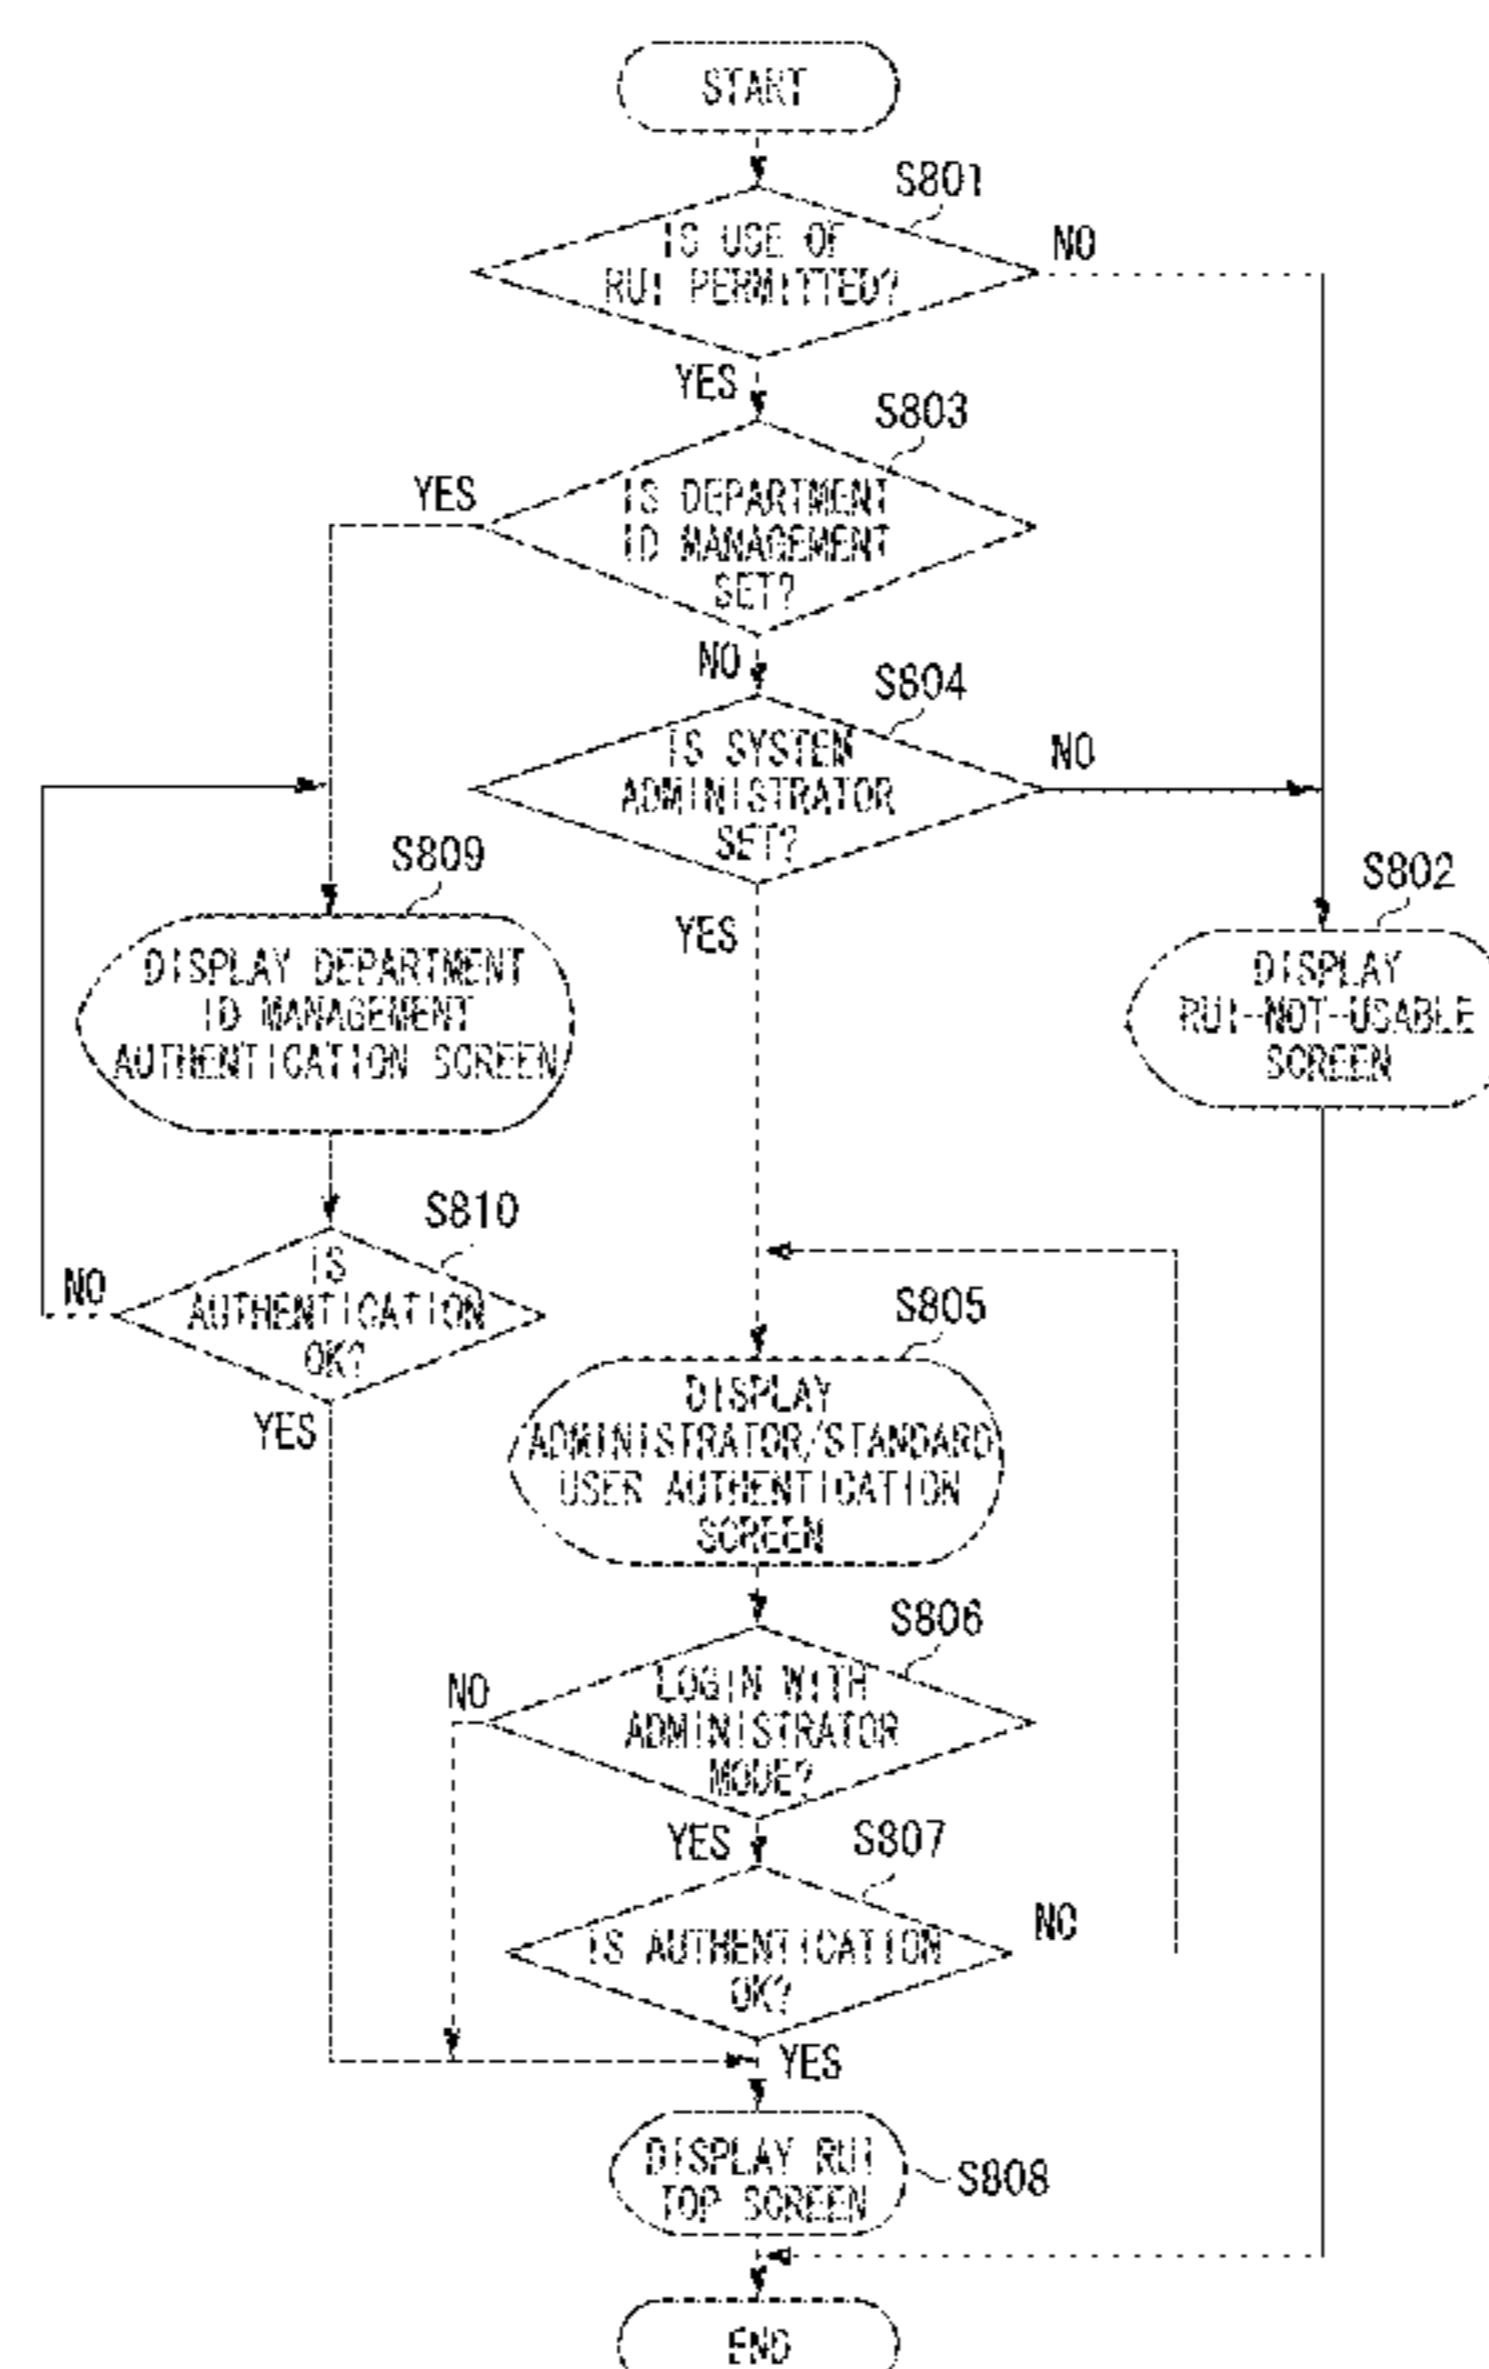 START
S801
IS USE OF
RUI PERMITTED?
NO
YES
S803
YES
IS DEPARTMENT
ID MANAGEMENT
SET?
NO
S804
IS SYSTEM
ADMINISTRATOR
SET?
NO
YES
S809
DISPLAY DEPARTMENT
ID MANAGEMENT
AUTHENTICATION SCREEN
S802
DISPLAY
RUI-NOT-USABLE
SCREEN
S810
IS
AUTHENTICATION
OK?
NO
YES
S805
DISPLAY
ADMINISTRATOR/STANDARD
USER AUTHENTICATION
SCREEN
S806
LOGIN WITH
ADMINISTRATOR
MODE?
NO
YES
S807
IS AUTHENTICATION
OK?
NO
YES
DISPLAY RUI
TOP SCREEN
S808
END